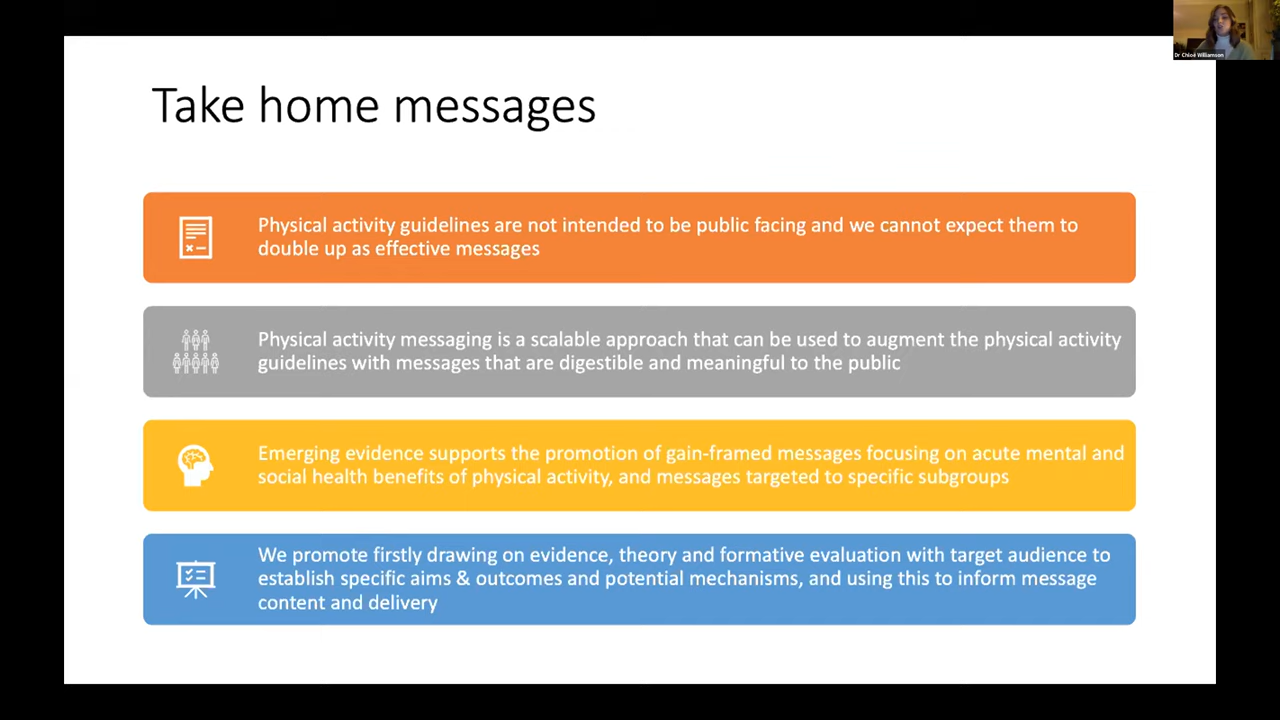 Dr Chloë Williamson
Take home messages
Physical activity guidelines are not intended to be public facing and we cannot expect them to
double up as effective messages
Physical activity messaging is a scalable approach that can be used to augment the physical activity
guidelines with messages that are digestible and meaningful to the public
Emerging evidence supports the promotion of gain-framed messages focusing on acute mental and
social health benefits of physical activity, and messages targeted to specific subgroups
We promote firstly drawing on evidence, theory and formative evaluation with target audience to
establish specific aims & outcomes and potential mechanisms, and using this to inform message
content and delivery